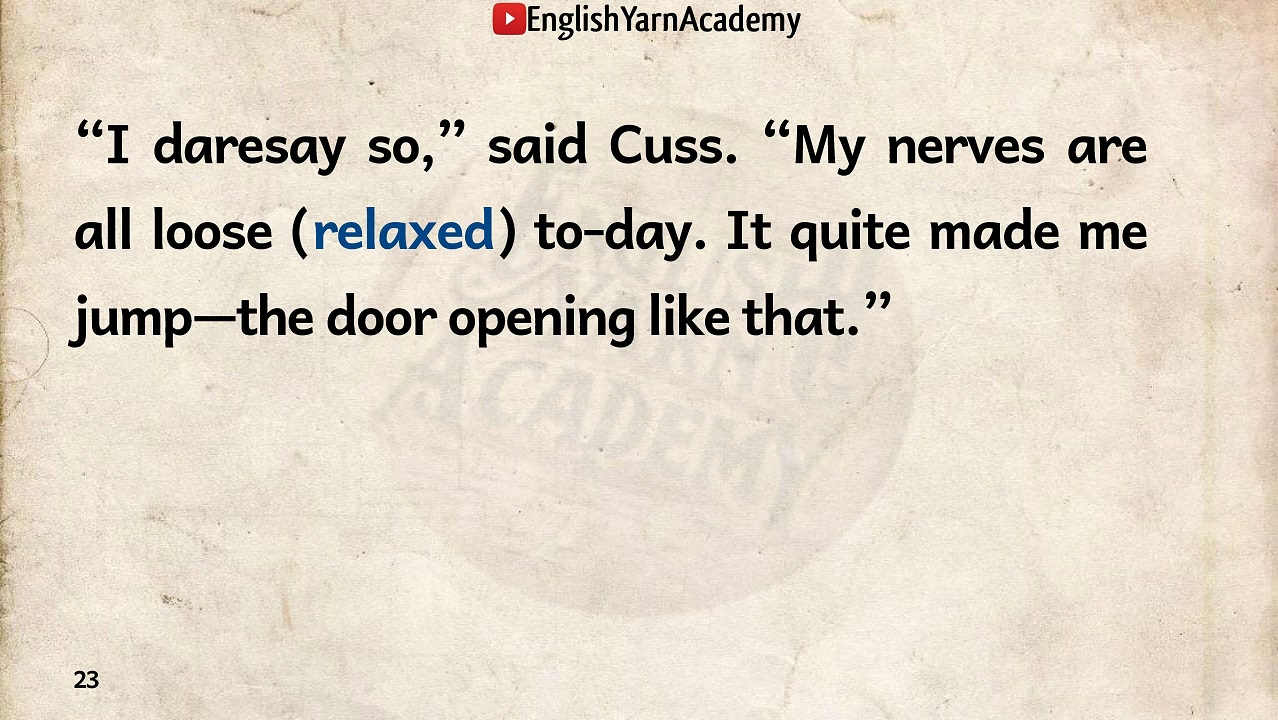 EnglishYarnAcademy
“I daresay so,” said Cuss. “My nerves are
all loose (relaxed) to-day. It quite made me
jump—the door opening like that.”
23